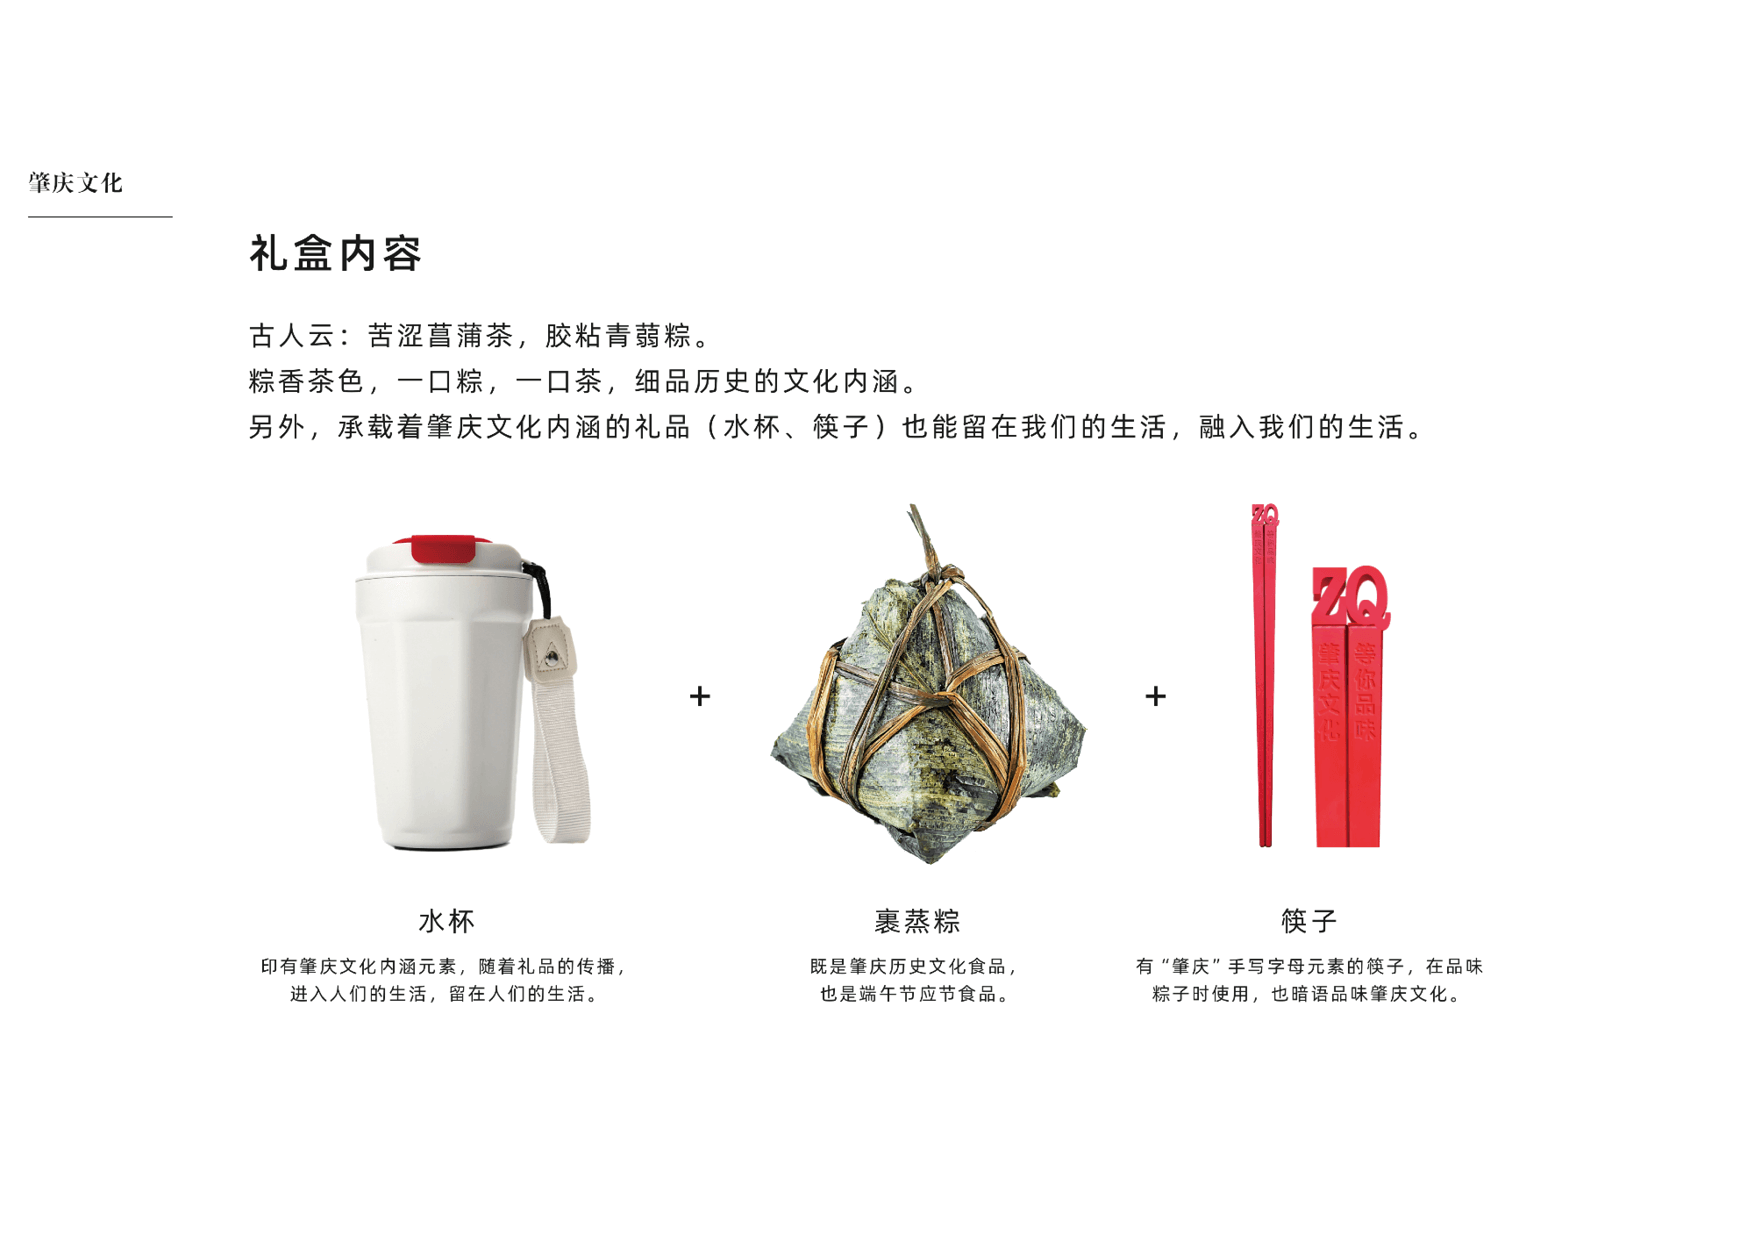 肇庆文化
礼盒内容
古人云：苦涩菖蒲茶，胶粘青蒻粽。
粽香茶色，一口粽，一口茶，细品历史的文化内涵。
另外，承载着肇庆文化内涵的礼品（水杯、筷子）也能留在我们的生活，融入我们的生活。
ZQ
ZQ
肇庆文化
等你品味
+
+
水杯
印有肇庆文化内涵元素，随着礼品的传播，
进入人们的生活，留在人们的生活。
裹蒸粽
既是肇庆历史文化食品，
也是端午节应节食品。
筷子
有“肇庆”手写字母元素的筷子，在品味
粽子时使用，也暗语品味肇庆文化。